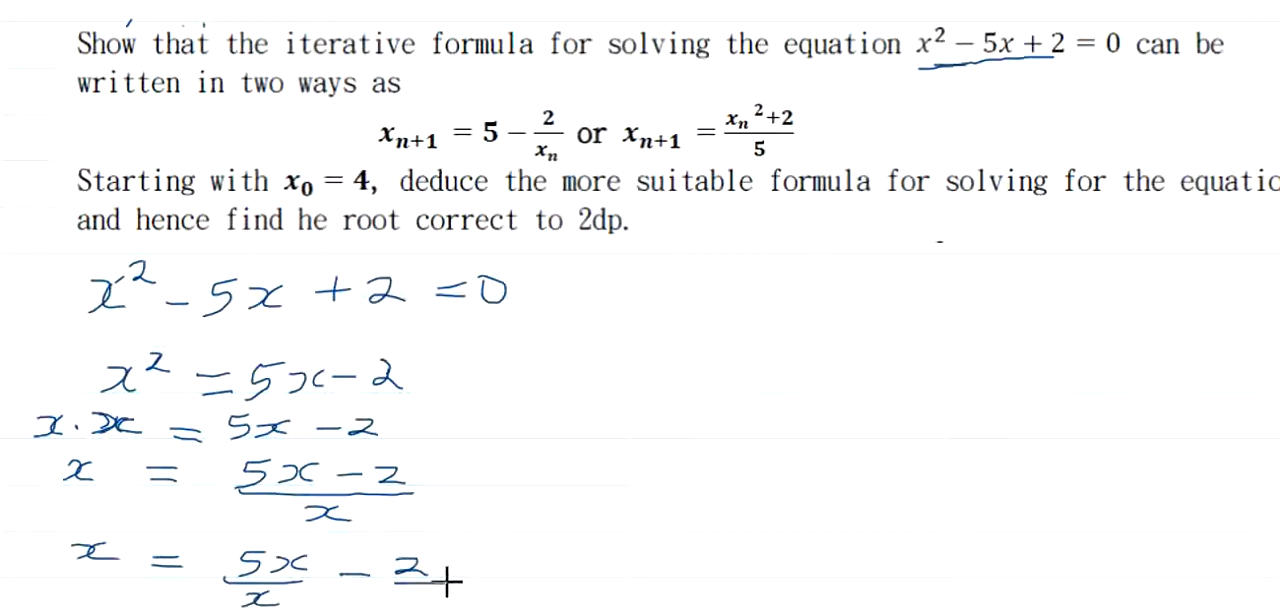 Show that the iterative formula for solving the equation x² − 5x + 2 = 0 can be
written in two ways as
xₙ₊₁ = 5 − 2/xₙ or xₙ₊₁ = (xₙ²+2)/5
Starting with x₀ = 4, deduce the more suitable formula for solving for the equatio
and hence find he root correct to 2dp.
x² - 5x + 2 = 0
x² = 5x - 2
x . x = 5x - 2
x = (5x - 2)/x
x = 5x/x - 2